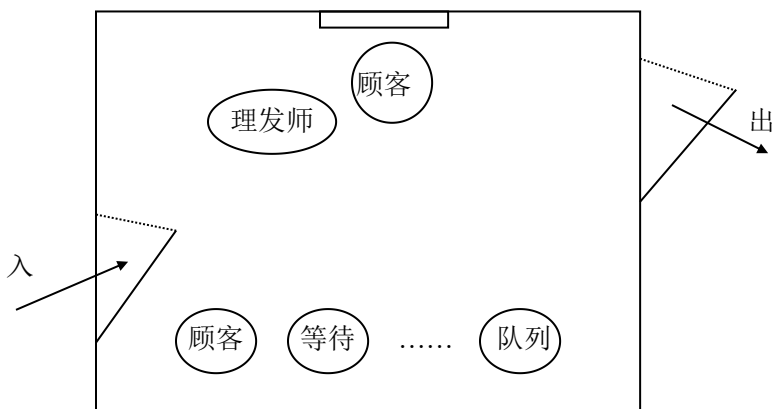 顾客
理发师
出
入
顾客 等待 …… 队列